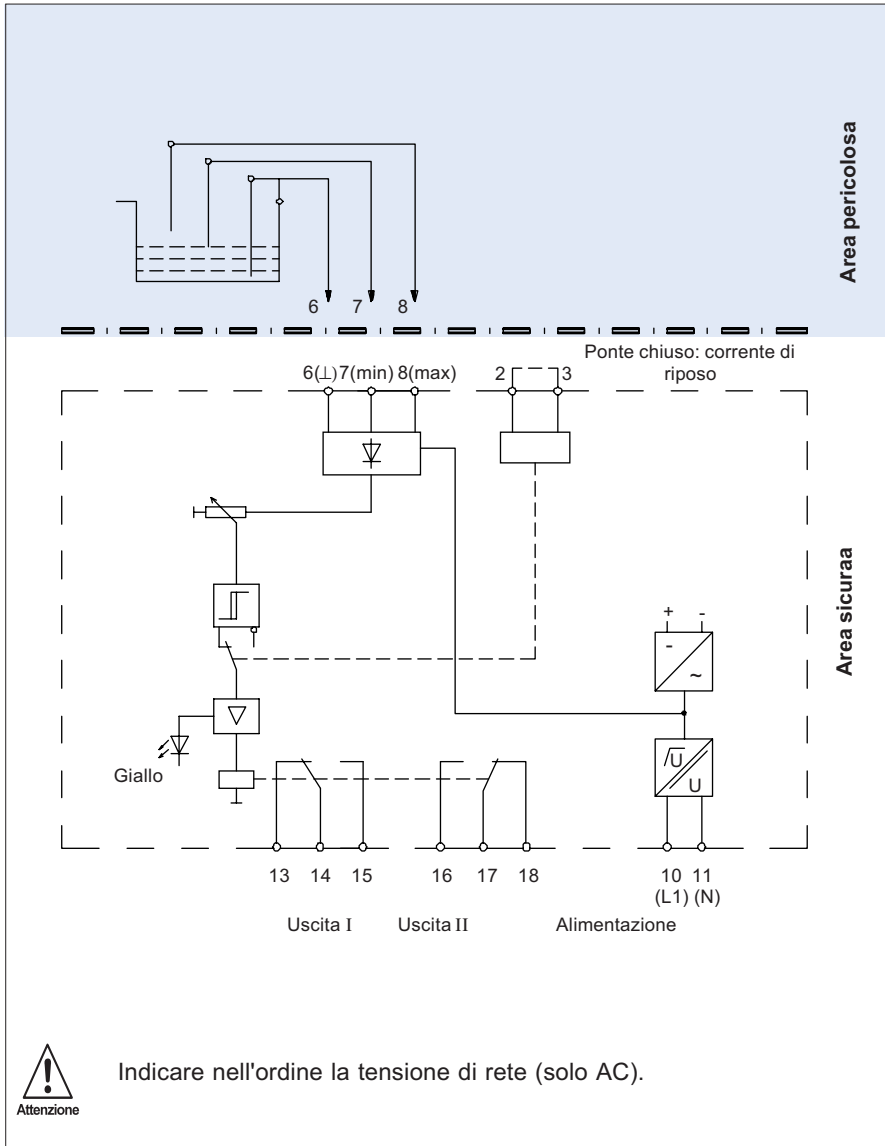 Area pericolosa
6 7 8
Ponte chiuso: corrente di
riposo
6(⊥) 7(min) 8(max)
2 3
Area sicuraa
+ -
-
~
Giallo
√U
U
13 14 15 16 17 18 10 11
(L1) (N)
Uscita I Uscita II Alimentazione
!
Attenzione
Indicare nell'ordine la tensione di rete (solo AC).